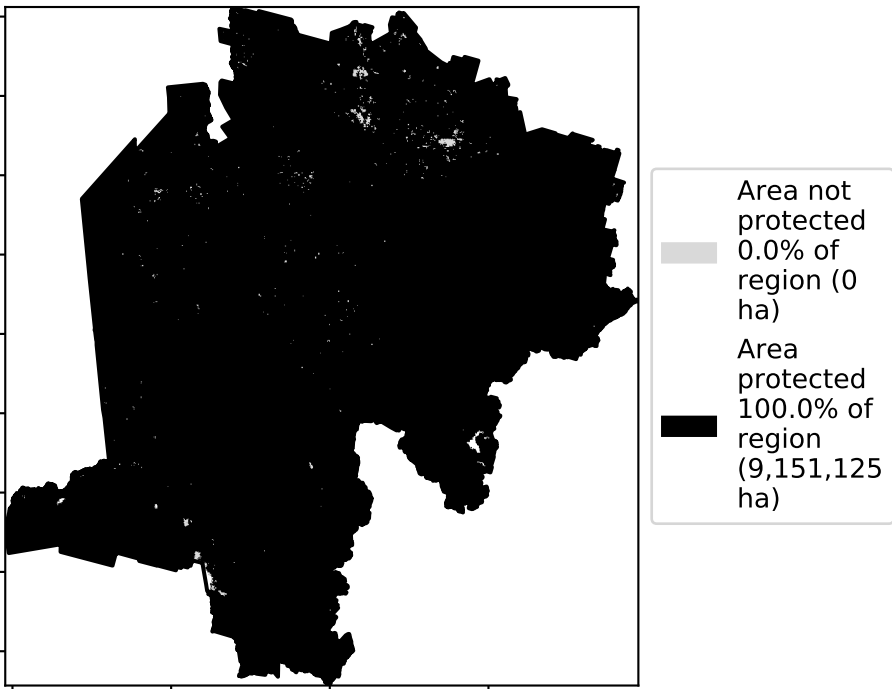 Area not
protected
0.0% of
region (0
ha)
Area
protected
100.0% of
region
(9,151,125
ha)